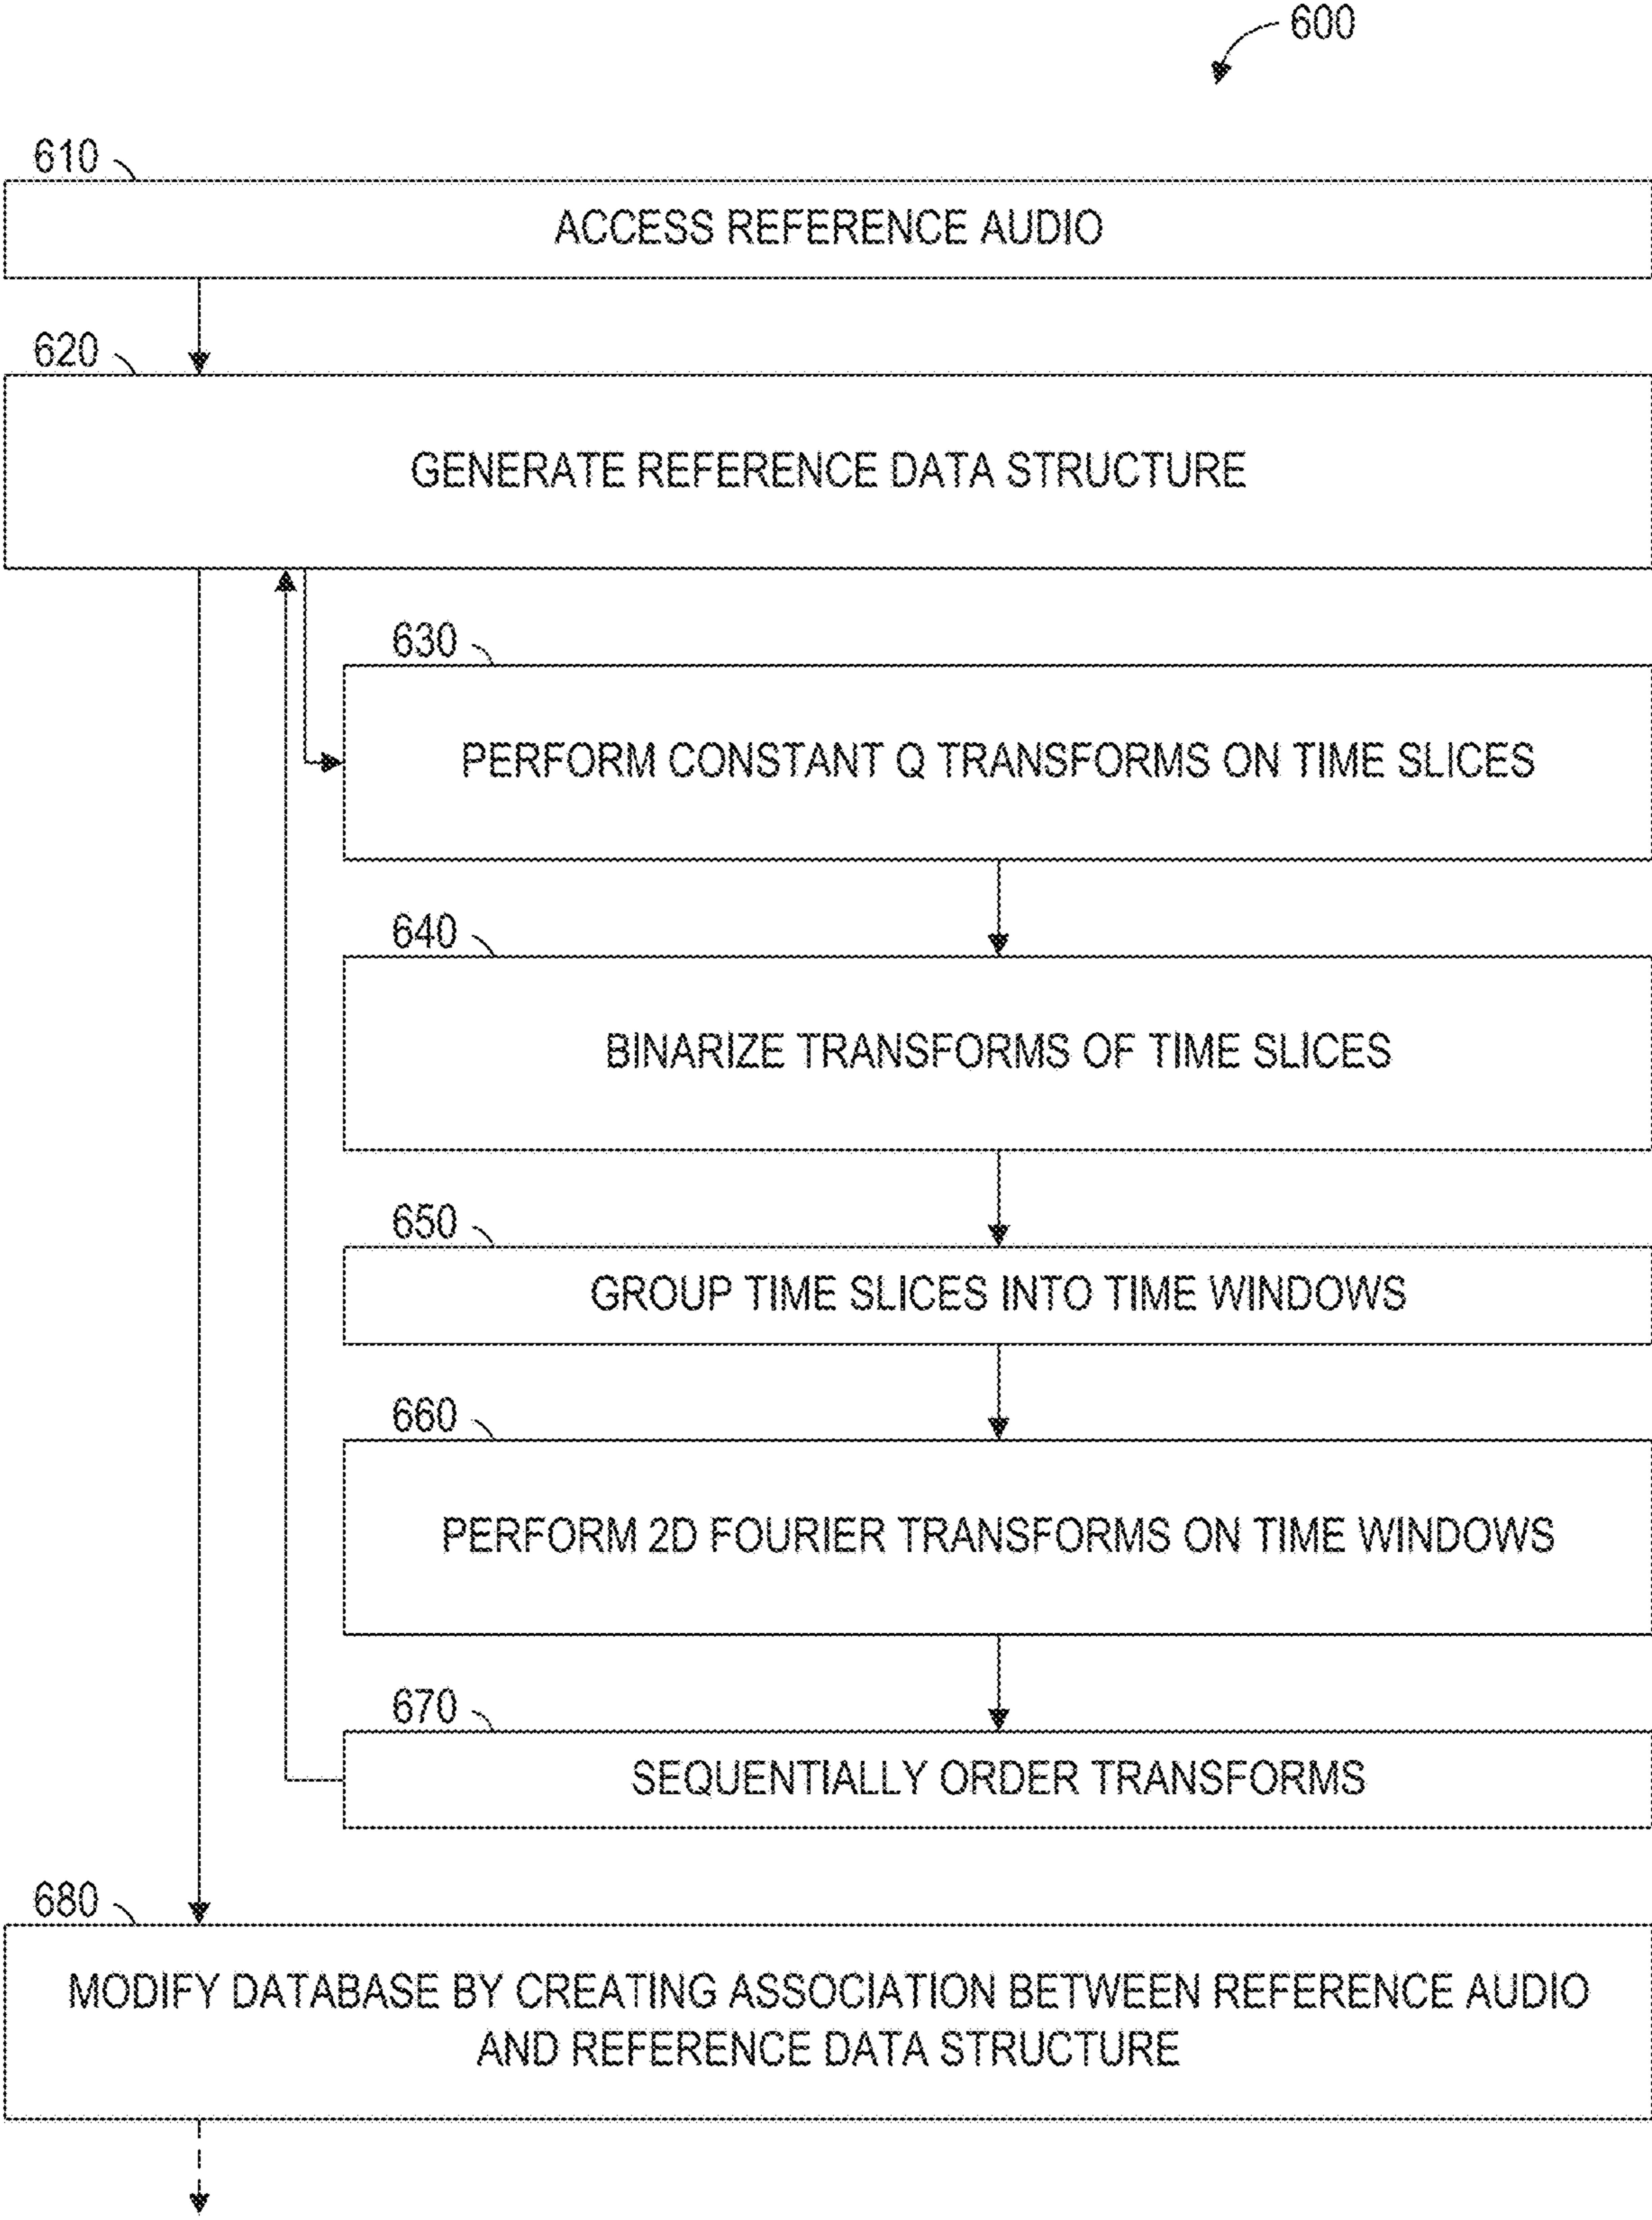 600
610
ACCESS REFERENCE AUDIO
620
GENERATE REFERENCE DATA STRUCTURE
630
PERFORM CONSTANT Q TRANSFORMS ON TIME SLICES
640
BINARIZE TRANSFORMS OF TIME SLICES
650
GROUP TIME SLICES INTO TIME WINDOWS
660
PERFORM 2D FOURIER TRANSFORMS ON TIME WINDOWS
670
SEQUENTIALLY ORDER TRANSFORMS
680
MODIFY DATABASE BY CREATING ASSOCIATION BETWEEN REFERENCE AUDIO
AND REFERENCE DATA STRUCTURE